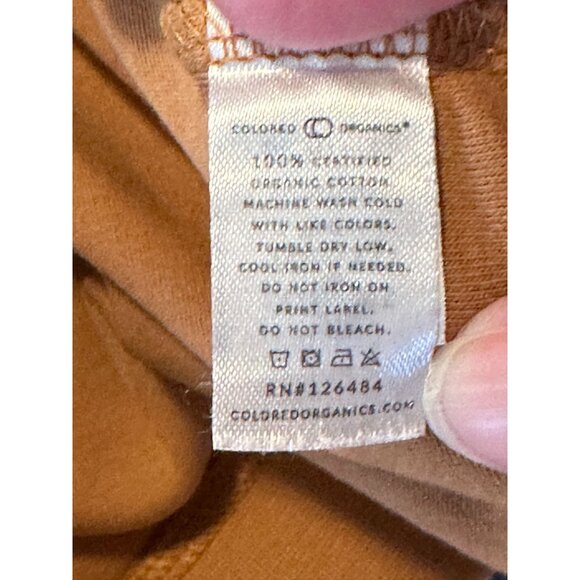 COLORED ORGANICS®
100% CERTIFIED
ORGANIC COTTON
MACHINE WASH COLD
WITH LIKE COLORS.
TUMBLE DRY LOW.
COOL IRON IF NEEDED.
DO NOT IRON ON
PRINT LABEL.
DO NOT BLEACH.
RN#126484
COLOREDORGANICS.COM